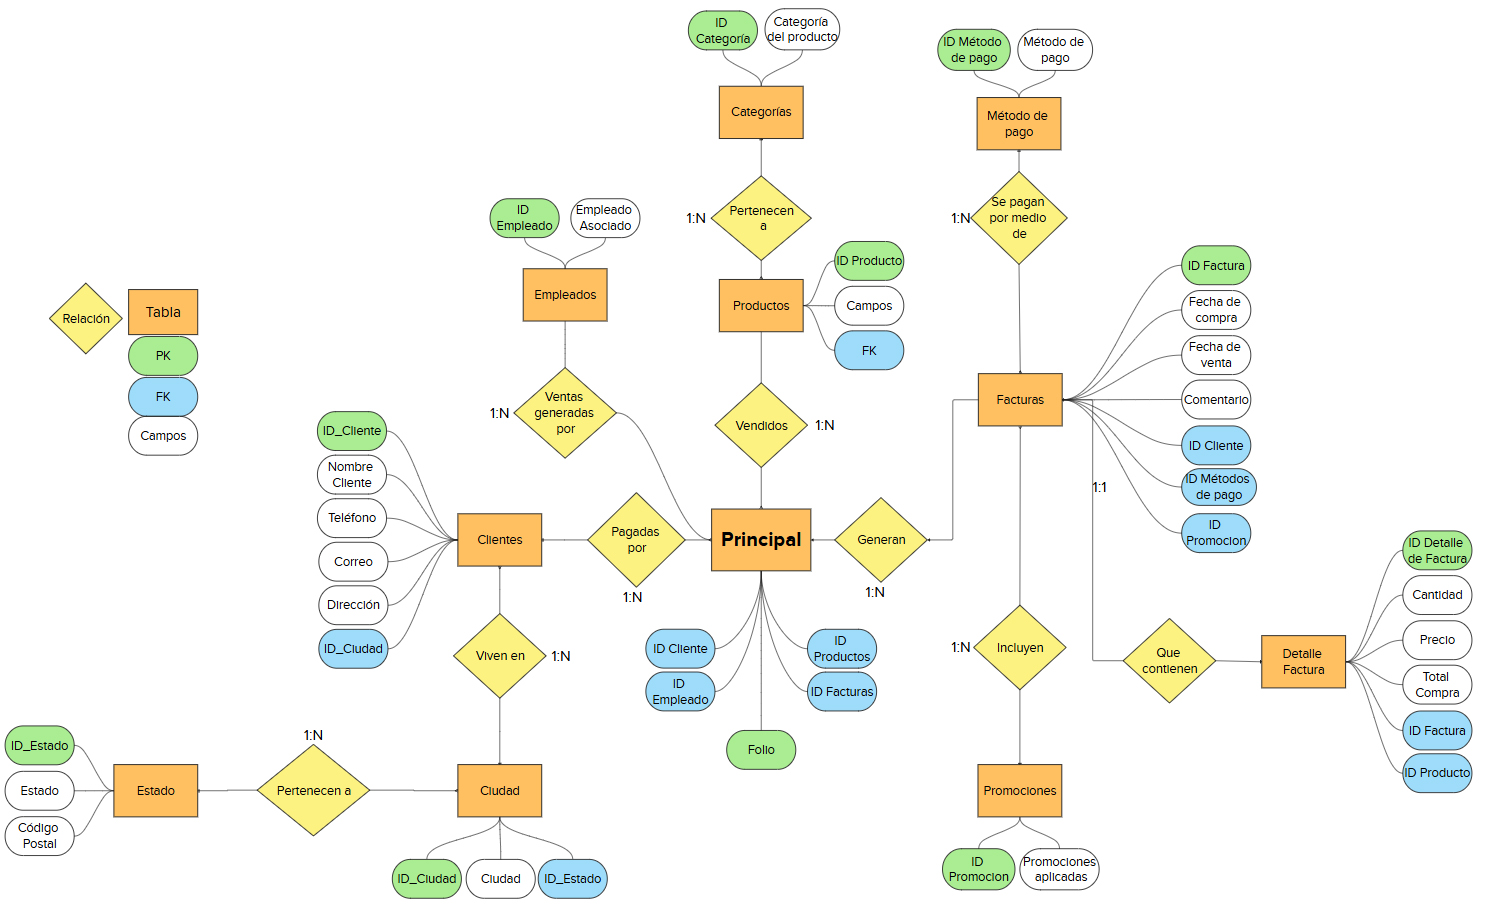 ID
Categoría
Categoría
del producto
Categorías
1:N
Pertenecen
a
Productos
ID Producto
Campos
FK
Vendidos
1:N
ID Método
de pago
Método de
pago
Método de
pago
1:N
Se pagan
por medio
de
Facturas
ID Factura
Fecha de
compra
Fecha de
venta
Comentario
ID Cliente
ID Métodos
de pago
ID
Promocion
1:1
ID
Empleado
Empleado
Asociado
Empleados
1:N
Ventas
generadas
por
Relación
Tabla
PK
FK
Campos
ID_Cliente
Nombre
Cliente
Teléfono
Correo
Dirección
ID_Ciudad
Clientes
Pagadas
por
1:N
Principal
Generan
1:N
ID Cliente
ID
Empleado
ID
Productos
ID Facturas
Folio
Viven en
1:N
1:N
Incluyen
Que
contienen
Detalle
Factura
ID Detalle
de Factura
Cantidad
Precio
Total
Compra
ID Factura
ID Producto
ID_Estado
Estado
Código
Postal
Estado
1:N
Pertenecen a
Ciudad
ID_Ciudad
Ciudad
ID_Estado
Promociones
ID
Promocion
Promociones
aplicadas